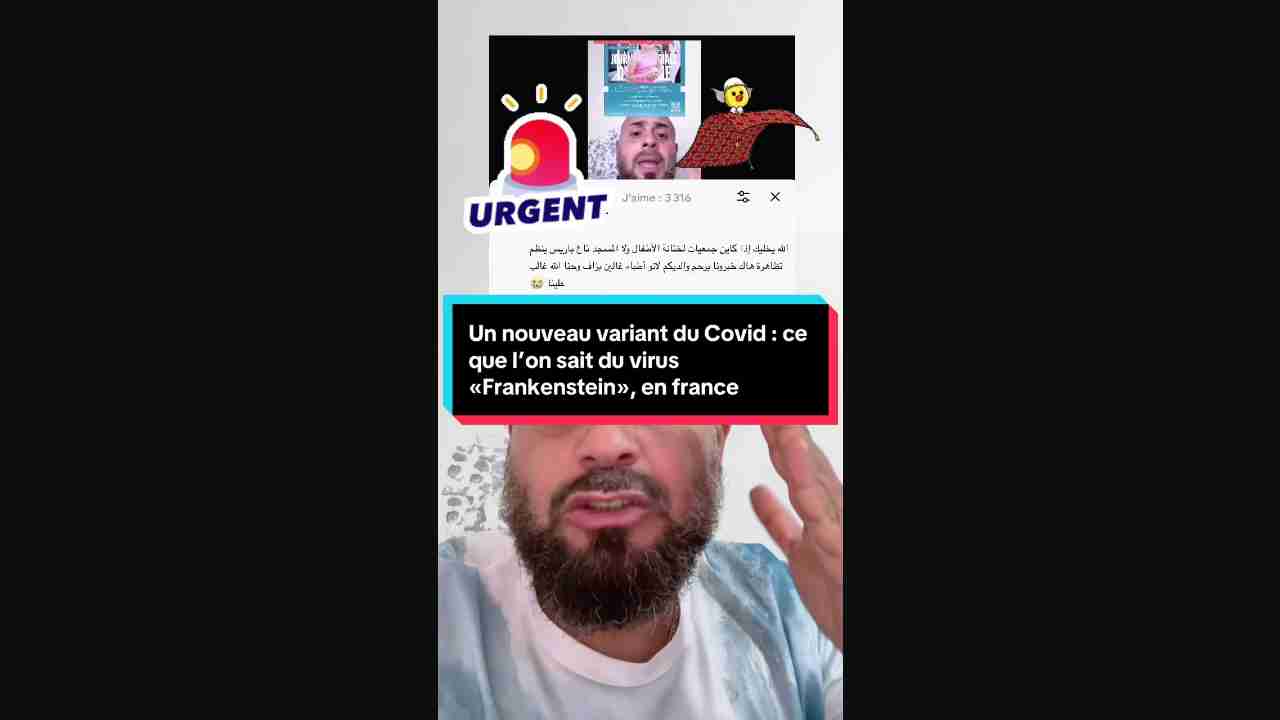 URGENT
J'aime : 3 316
الله يخليك إذا كاين جمعيات لختانة الأطفال ولا المسجد تاع باريس ينظم
تظاهرة هاك خبرونا يرحم والديكم لانو أطباء غالين بزاف وحنا الله غالب
علينا 😭
Un nouveau variant du Covid : ce
que l’on sait du virus
«Frankenstein», en france